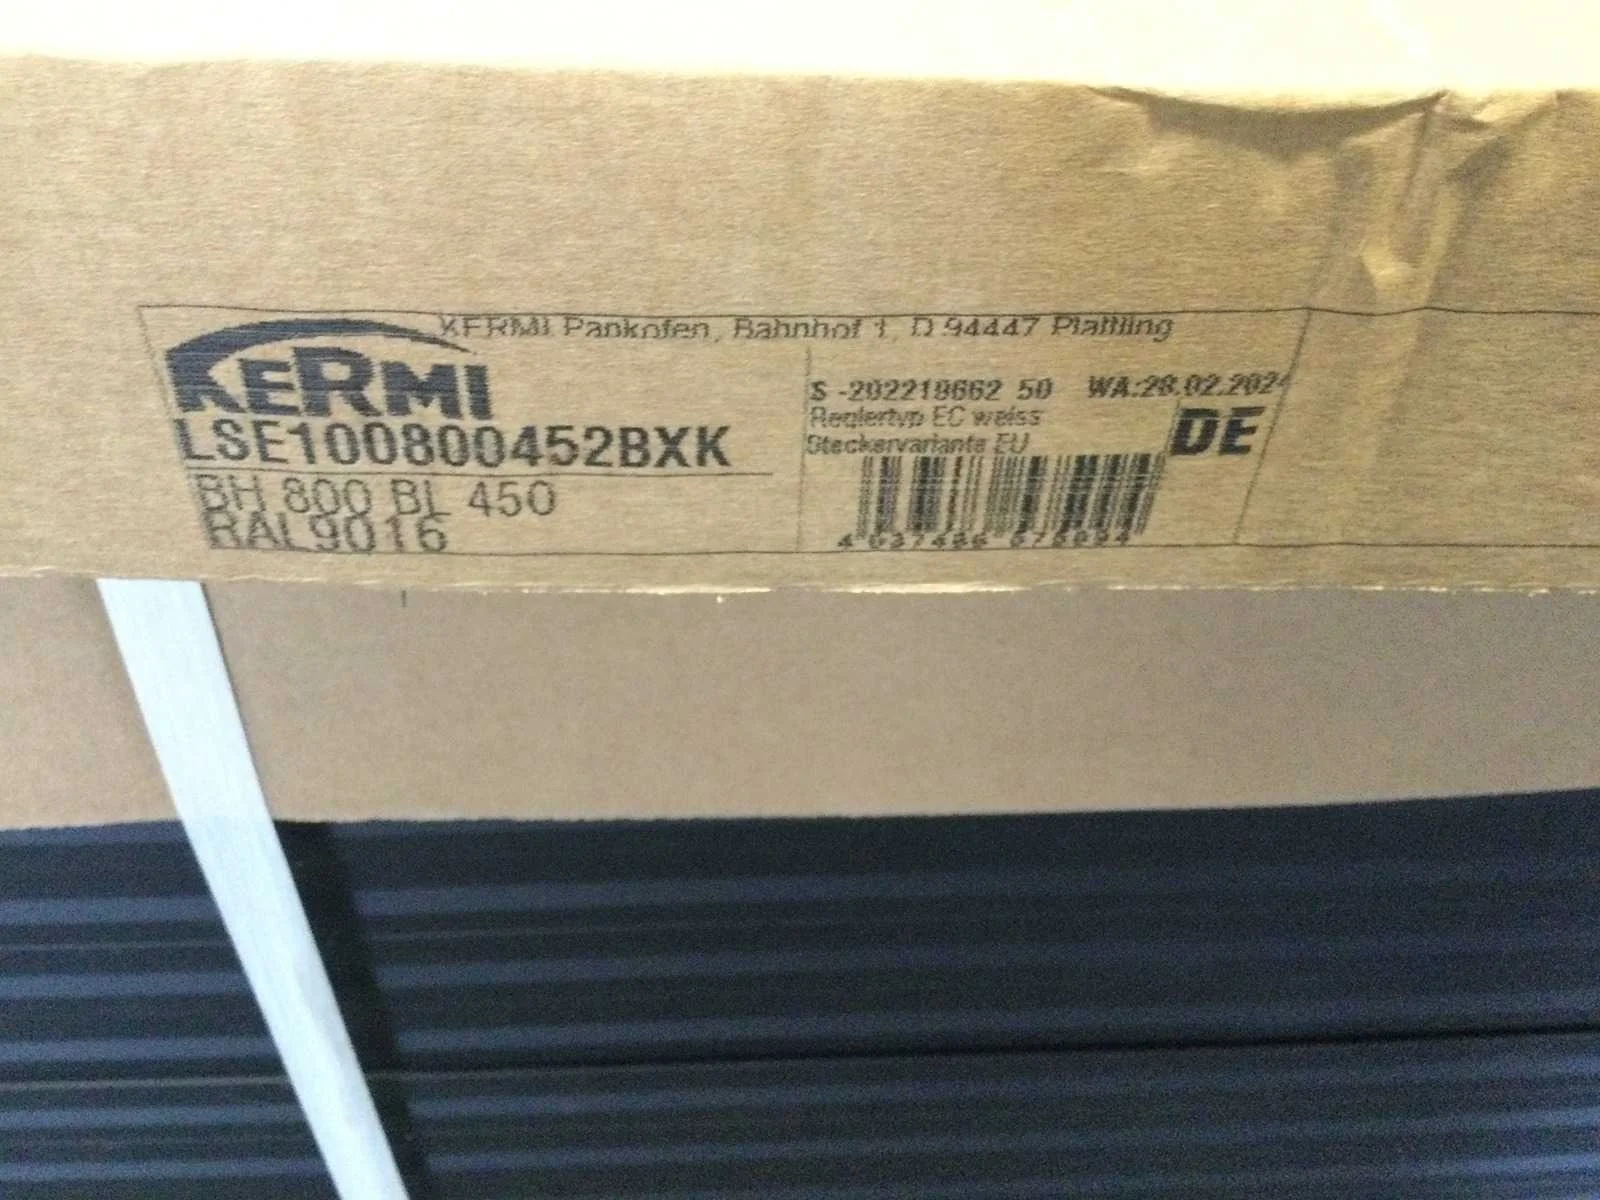 KERMI Pankofen, Bahnhof 1, D 94447 Plattling
KERMI
LSE100800452BXK
BH 800 BL 450
RAL9016
S -202219662 50 WA:28.02.2024
Reglertyp EC weiss
Steckervariante EU
DE